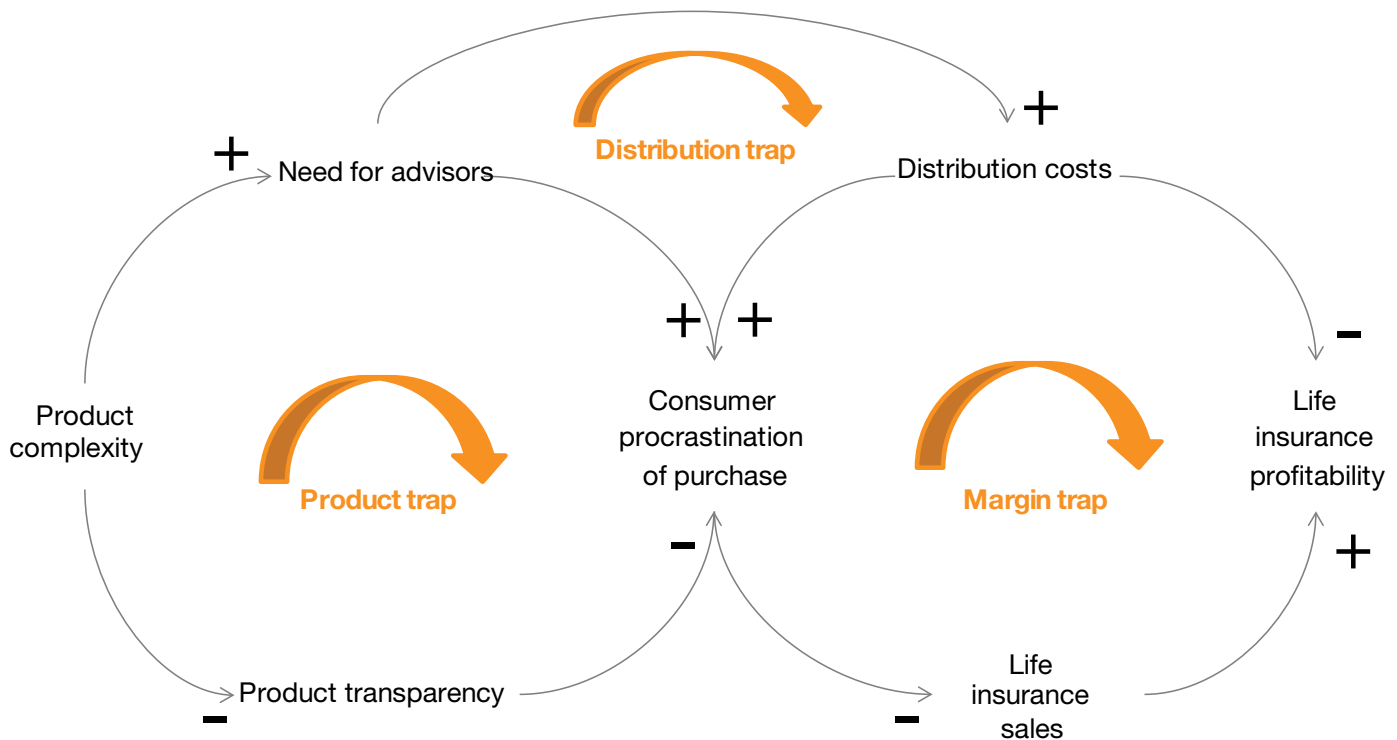 +
Distribution trap
+
Need for advisors
Distribution costs
+ +
-
Product
complexity
Consumer
procrastination
of purchase
Life
insurance
profitability
Product trap
Margin trap
-
+
Product transparency
-
Life
insurance
sales
-